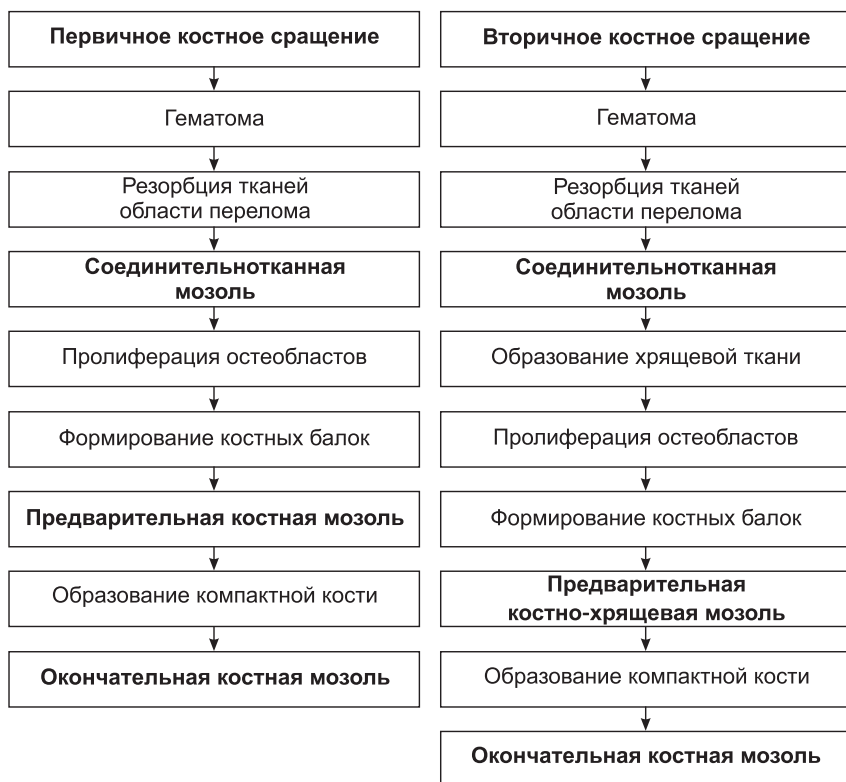 Первичное костное сращение
Гематома
Резорбция тканей
области перелома
Соединительнотканная
мозоль
Пролиферация остеобластов
Формирование костных балок
Предварительная костная мозоль
Образование компактной кости
Окончательная костная мозоль
Вторичное костное сращение
Гематома
Резорбция тканей
области перелома
Соединительнотканная
мозоль
Образование хрящевой ткани
Пролиферация остеобластов
Формирование костных балок
Предварительная
костно-хрящевая мозоль
Образование компактной кости
Окончательная костная мозоль